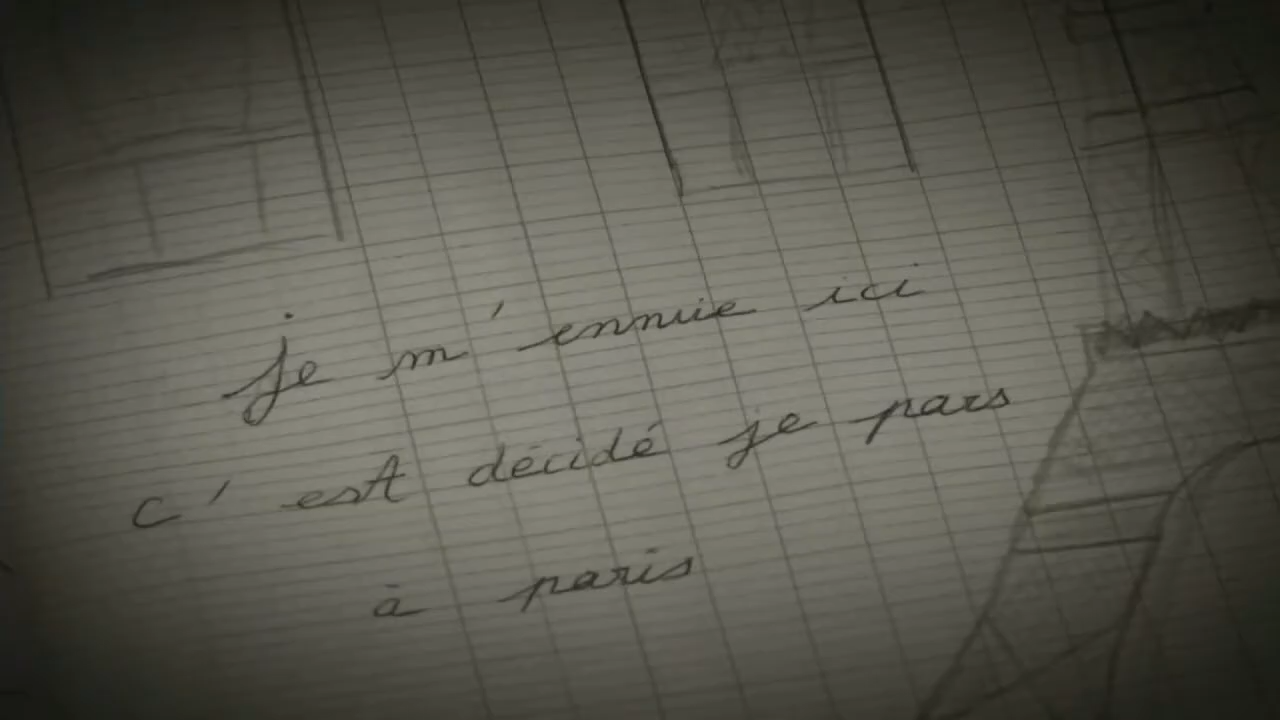 je m'ennuie ici
c'est décidé je pars
à paris